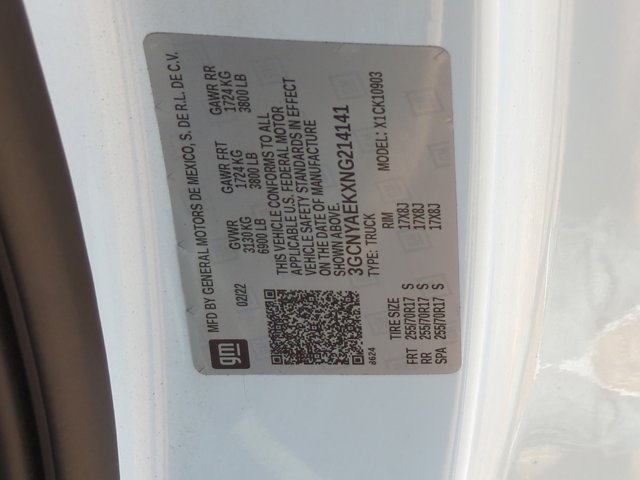 MFD BY GENERAL MOTORS DE MEXICO, S. DE R.L. DE C.V.
02/22 GVWR GAWR FRT GAWR RR
3130 KG 1724 KG 1724 KG
6900 LB 3800 LB 3800 LB
gm
THIS VEHICLE CONFORMS TO ALL
APPLICABLE U.S. FEDERAL MOTOR
VEHICLE SAFETY STANDARDS IN EFFECT
ON THE DATE OF MANUFACTURE
SHOWN ABOVE.
3GCNYAEKXNG214141
8624 TYPE: TRUCK MODEL: X1CK10903
TIRE SIZE RIM
FRT 255/70R17 S 17X8J
RR 255/70R17 S 17X8J
SPA 255/70R17 S 17X8J